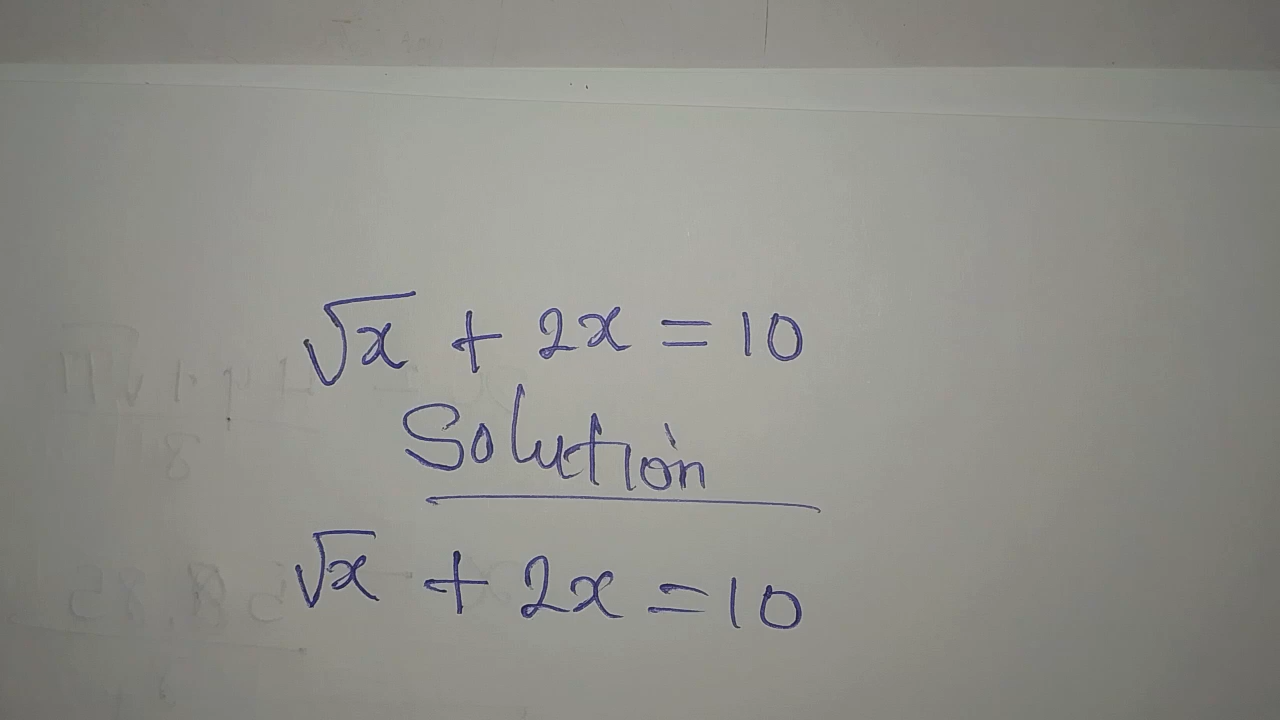 √x + 2x = 10
Solution
√x + 2x = 10